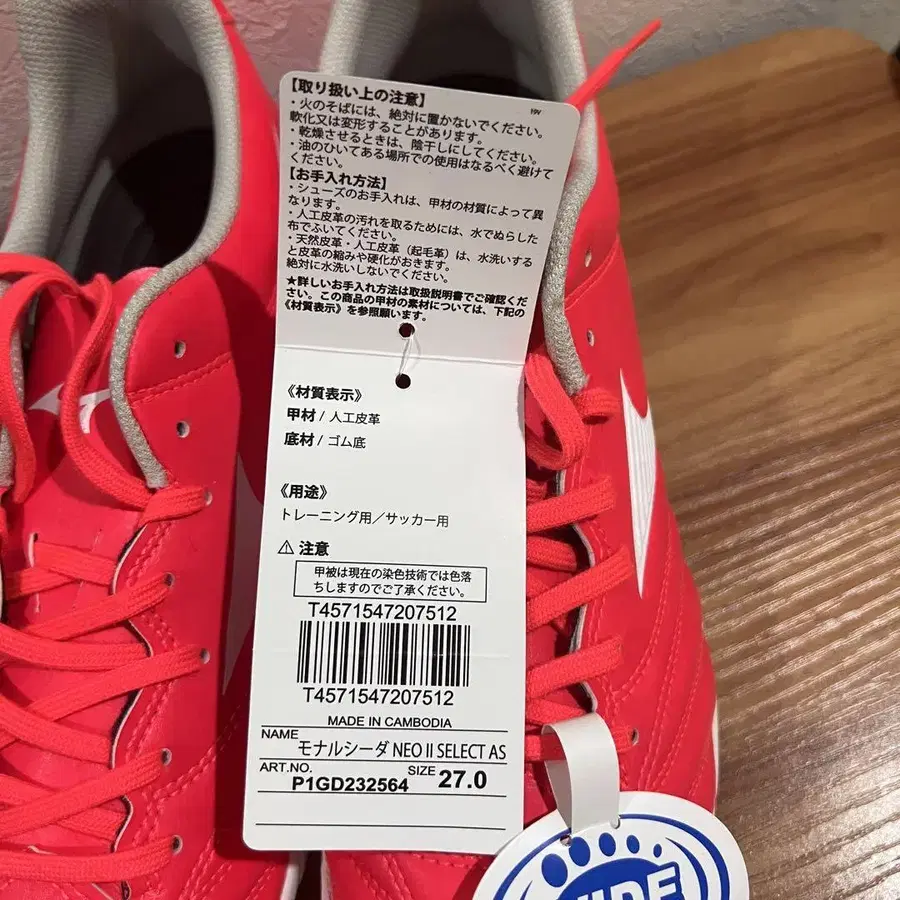 【取り扱い上の注意】
19V
・火のそばには、絶対に置かないでください。
軟化又は変形することがあります。
・乾燥させるときは、陰干しにしてください。
・油のひいてある場所での使用はなるべく避けて
ください。
【お手入れ方法】
・シューズのお手入れは、甲材の材質によって異
なります。
・人工皮革の汚れを取るためには、水でぬらした
布でふいてください。
・天然皮革・人工皮革（起毛革）は、水洗いする
と皮革の縮みや硬化がおきます。
絶対に水洗いしないでください。
★詳しいお手入れ方法は取扱説明書でご確認くだ
さい。この商品の甲材の素材については、下記の
《材質表示》を参照願います。
《材質表示》
甲材 / 人工皮革
底材 / ゴム底
《用途》
トレーニング用／サッカー用
⚠ 注意
甲被は現在の染色技術では色落
ちしますのでご了承ください。
T4571547207512
T4571547207512
MADE IN CAMBODIA
NAME モナルシーダ NEO II SELECT AS
ART.NO. P1GD232564 SIZE 27.0
WIDE